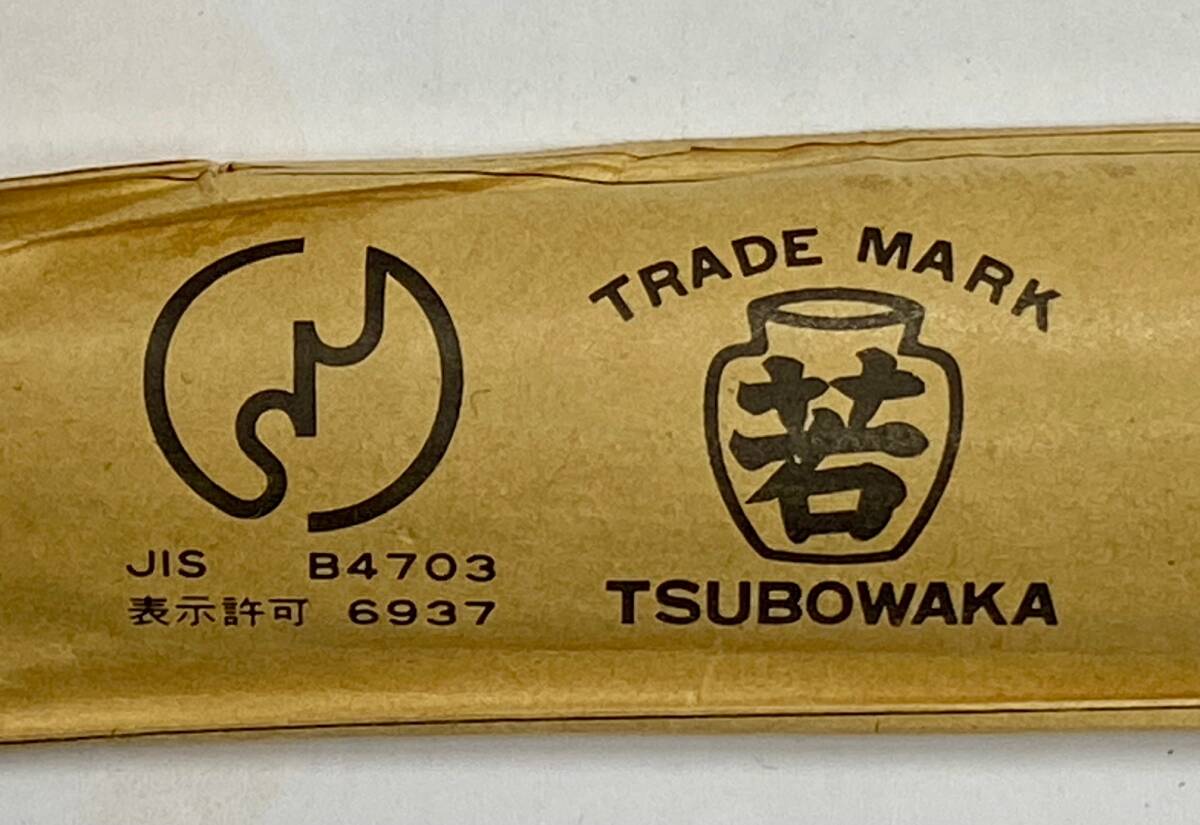 JIS B4703
表示許可 6937
TRADE MARK
若
TSUBOWAKA